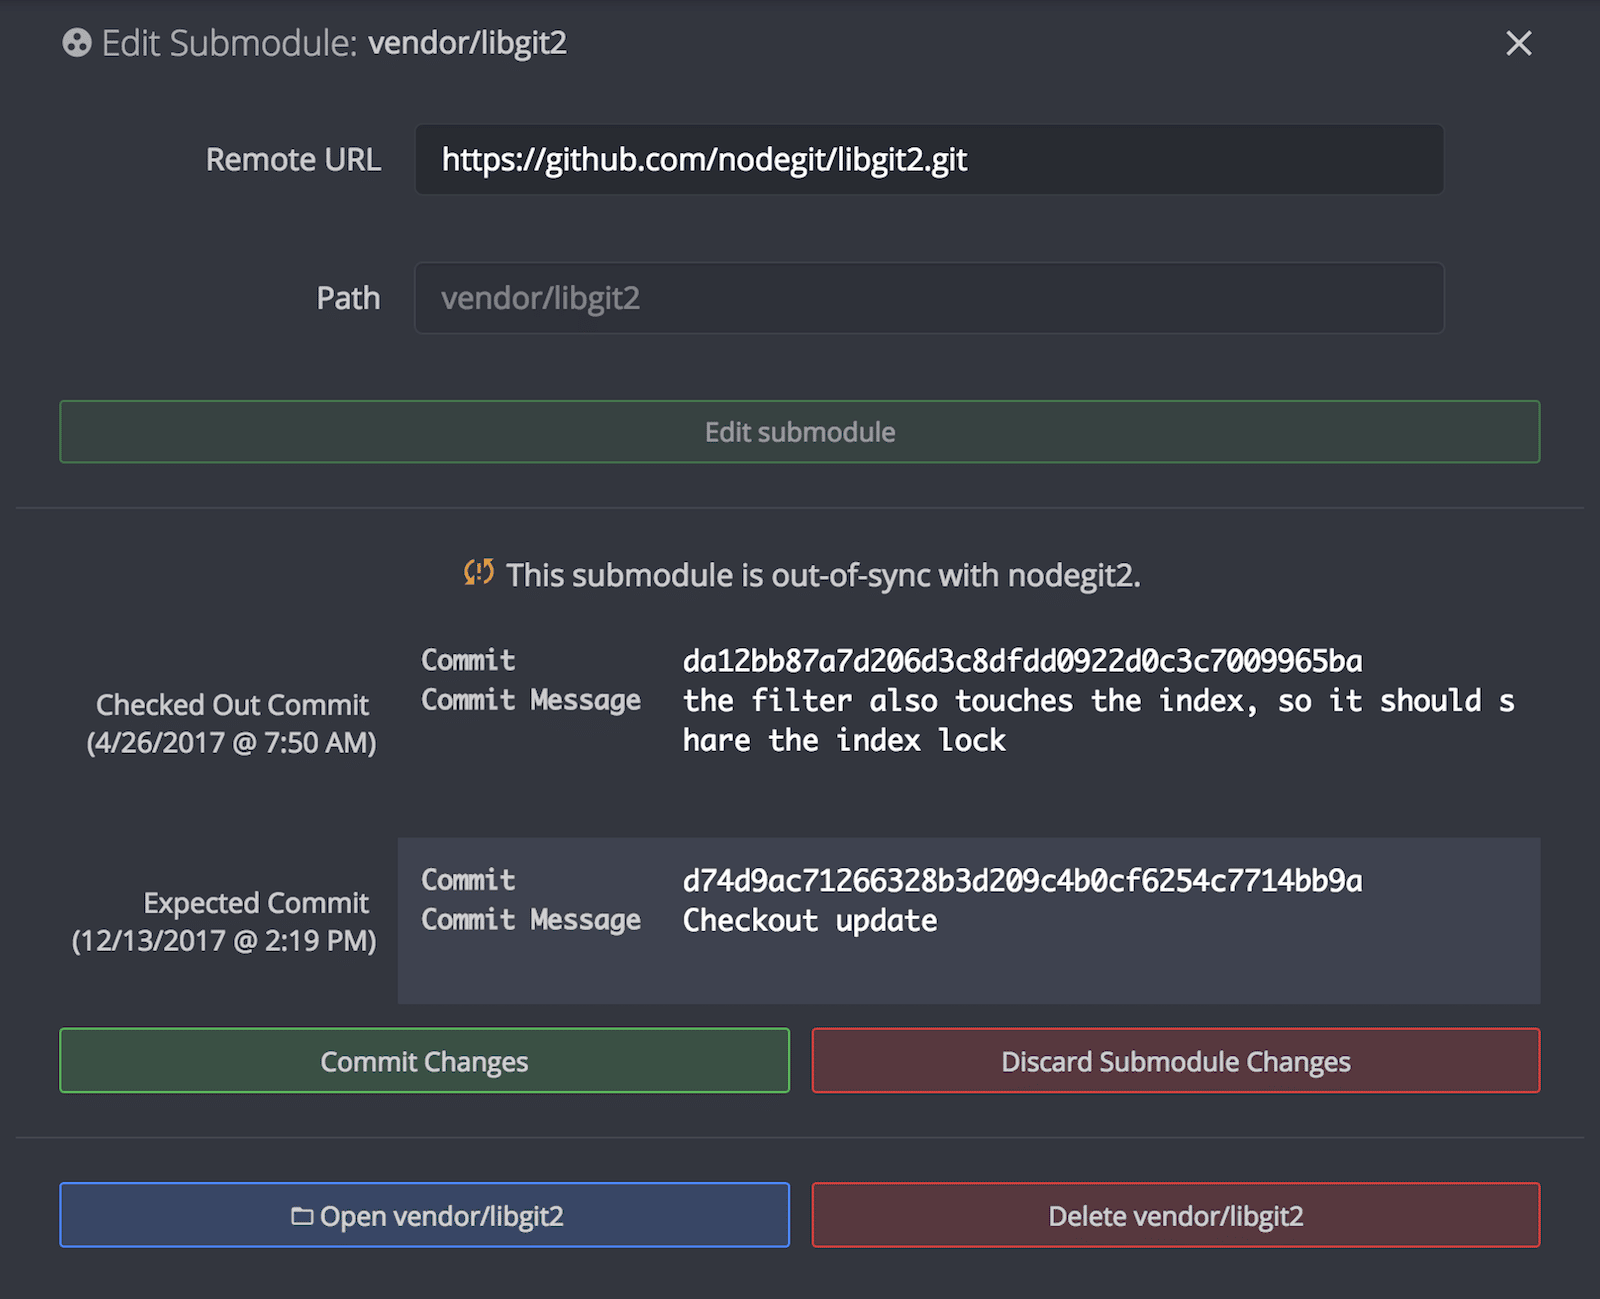 Edit Submodule: vendor/libgit2
Remote URL
https://github.com/nodegit/libgit2.git
Path
vendor/libgit2
Edit submodule
This submodule is out-of-sync with nodegit2.
Checked Out Commit
(4/26/2017 @ 7:50 AM)
Commit da12bb87a7d206d3c8dfdd0922d0c3c7009965ba
Commit Message the filter also touches the index, so it should s
hare the index lock
Expected Commit
(12/13/2017 @ 2:19 PM)
Commit d74d9ac71266328b3d209c4b0cf6254c7714bb9a
Commit Message Checkout update
Commit Changes
Discard Submodule Changes
Open vendor/libgit2
Delete vendor/libgit2